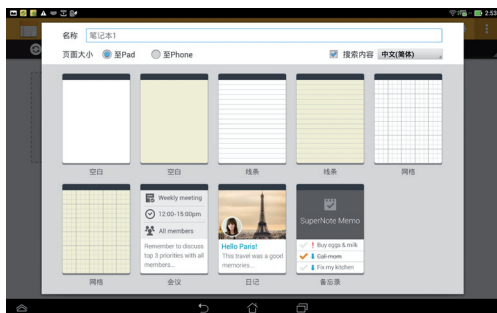 2:53
名称 笔记本1
页面大小 至Pad 至Phone 搜索内容 中文(简体)
空白 空白 线条 线条 网格
Weekly meeting
12:00-15:00pm
All members
Remember to discuss
top 3 priorities with all
members...
Hello Paris!
This travel was a good
memories...
SuperNote Memo
Buy eggs & milk
Call mom
Fix my kitchen
网格 会议 日记 备忘录